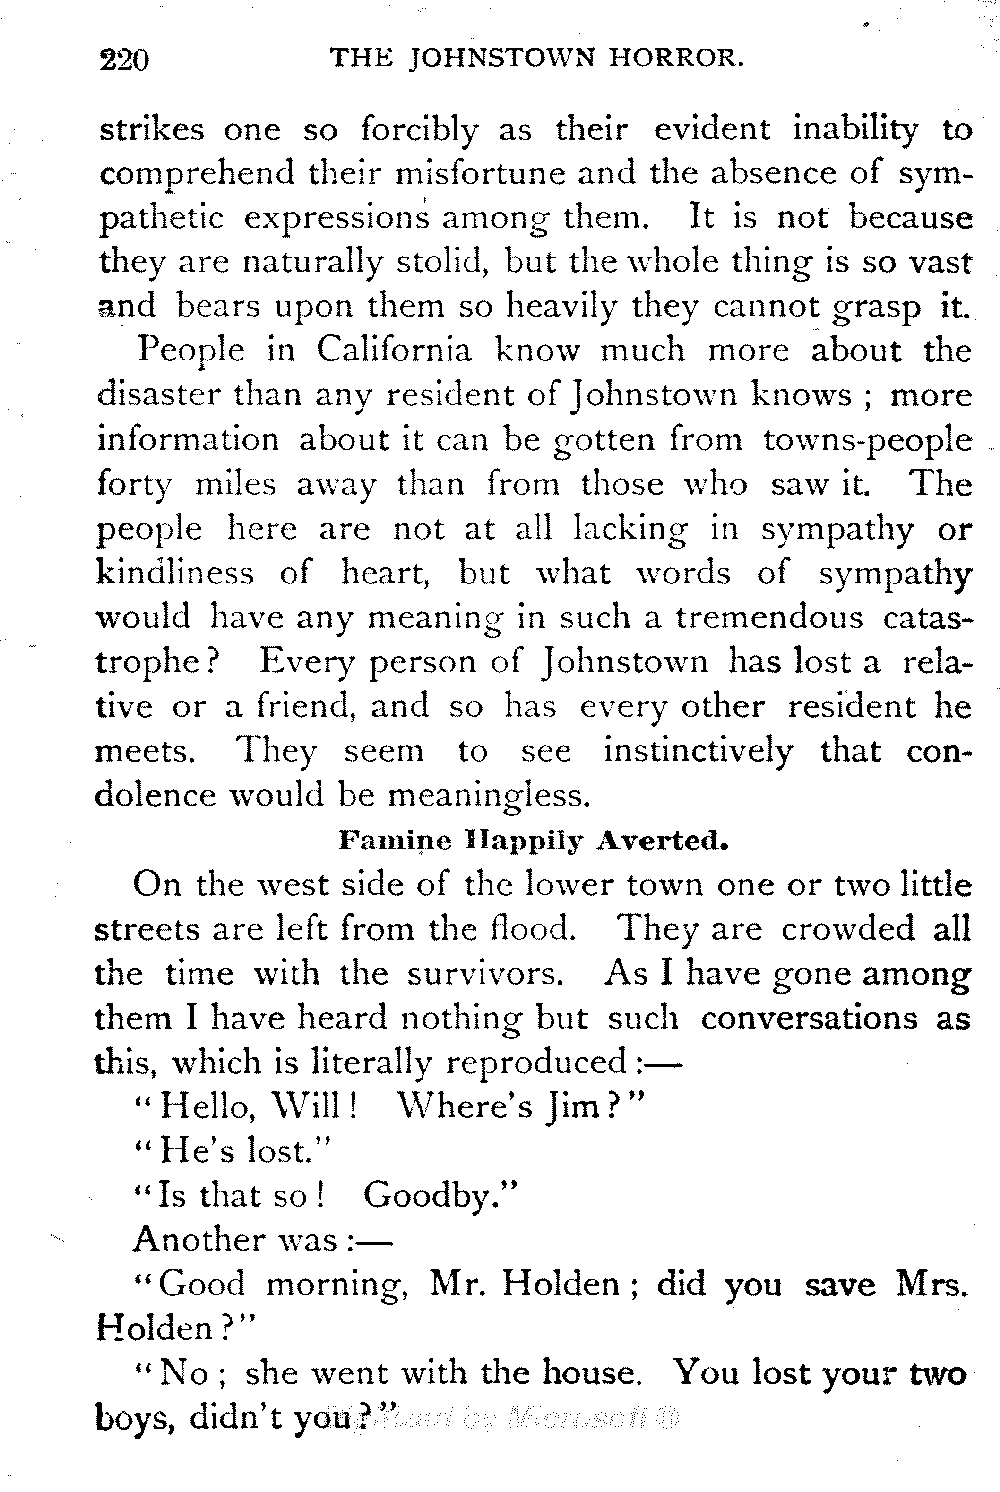 220 THE JOHNSTOWN HORROR.
strikes one so forcibly as their evident inability to
comprehend their misfortune and the absence of sym-
pathetic expressions among them. It is not because
they are naturally stolid, but the whole thing is so vast
and bears upon them so heavily they cannot grasp it.
People in California know much more about the
disaster than any resident of Johnstown knows ; more
information about it can be gotten from towns-people
forty miles away than from those who saw it. The
people here are not at all lacking in sympathy or
kindliness of heart, but what words of sympathy
would have any meaning in such a tremendous catas-
trophe? Every person of Johnstown has lost a rela-
tive or a friend, and so has every other resident he
meets. They seem to see instinctively that con-
dolence would be meaningless.
Famine Happily Averted.
On the west side of the lower town one or two little
streets are left from the flood. They are crowded all
the time with the survivors. As I have gone among
them I have heard nothing but such conversations as
this, which is literally reproduced :—
"Hello, Will! Where's Jim?"
"He's lost."
"Is that so! Goodby."
Another was :—
"Good morning, Mr. Holden ; did you save Mrs.
Holden?"
"No ; she went with the house. You lost your two
boys, didn't you?"
by Microsoft ®